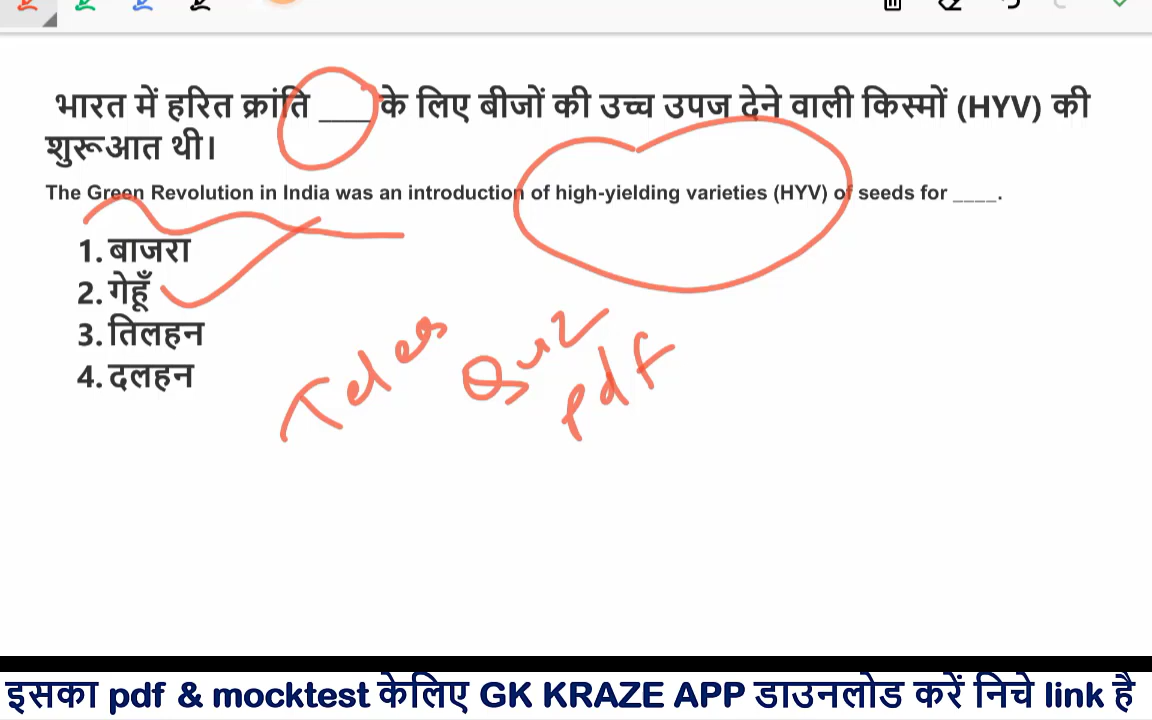 भारत में हरित क्रांति ____ के लिए बीजों की उच्च उपज देने वाली किस्मों (HYV) की
शुरूआत थी।
The Green Revolution in India was an introduction of high-yielding varieties (HYV) of seeds for ____.
1. बाजरा
2. गेहूँ
3. तिलहन
4. दलहन
Quiz
pdf
इसका pdf & mocktest केलिए GK KRAZE APP डाउनलोड करें निचे link है